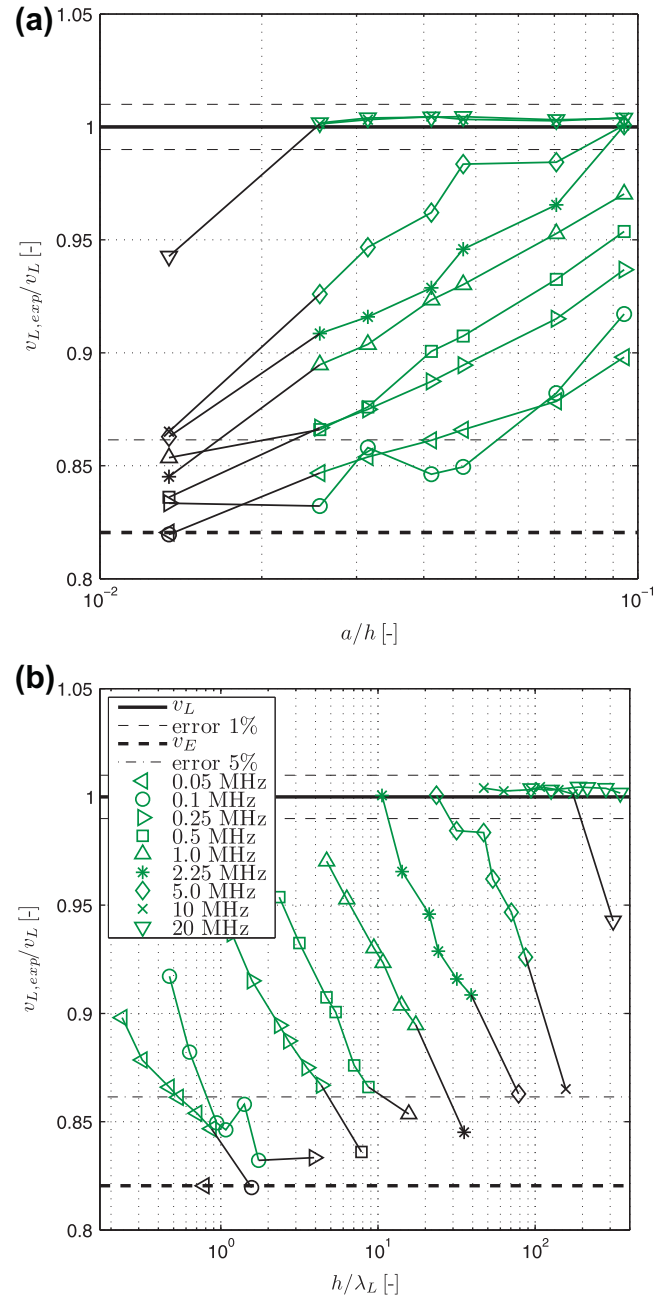 (a)
1.05
1
0.95
0.9
0.85
0.8
v_{L,exp}/v_L [-]
10^{-2}
10^{-1}
a/h [-]
(b)
1.05
1
0.95
0.9
0.85
0.8
v_{L,exp}/v_L [-]
v_L
error 1%
v_E
error 5%
0.05 MHz
0.1 MHz
0.25 MHz
0.5 MHz
1.0 MHz
2.25 MHz
5.0 MHz
10 MHz
20 MHz
10^0
10^1
10^2
h/λ_L [-]